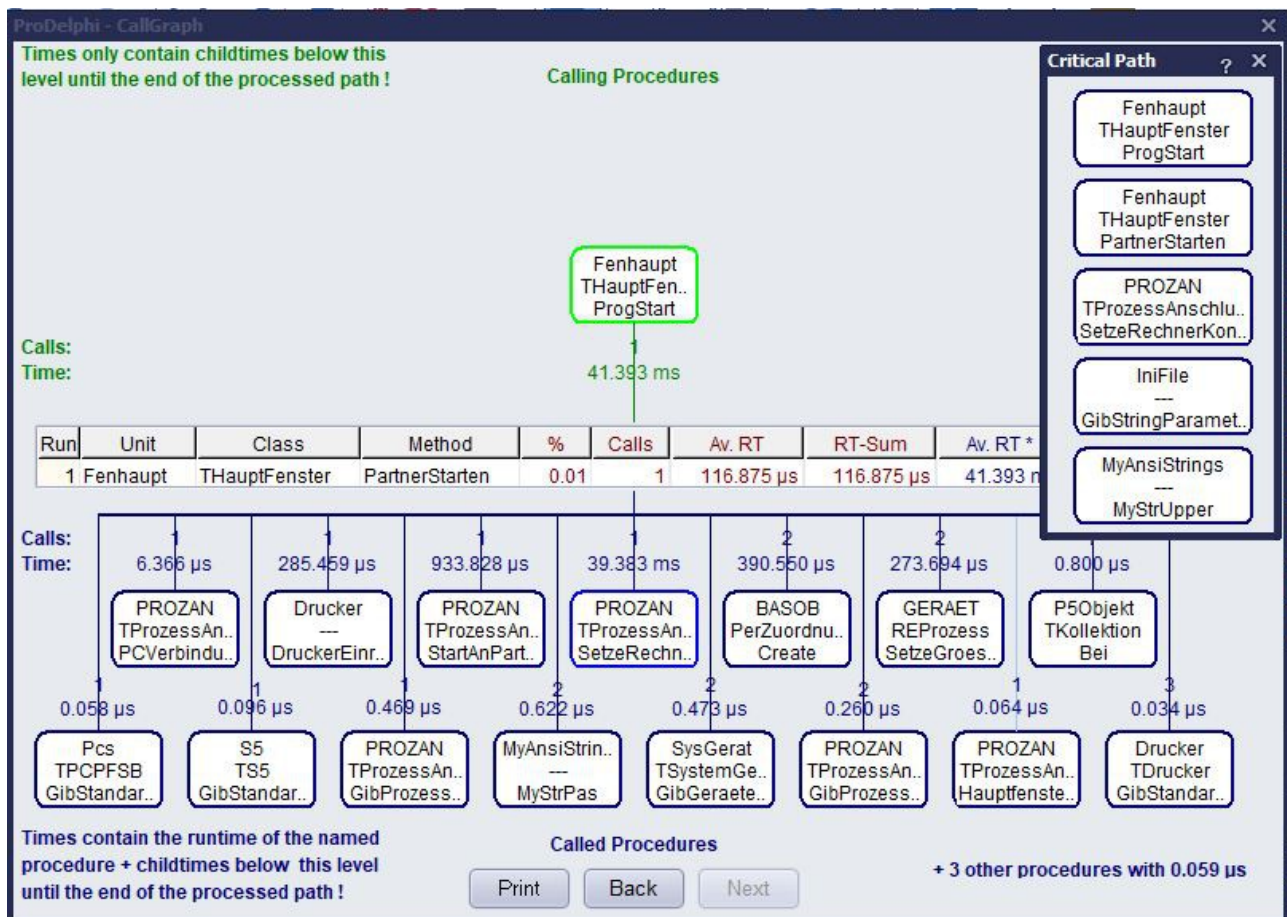 ProDelphi - CallGraph
Times only contain childtimes below this
level until the end of the processed path !
Calling Procedures
Critical Path
?
Fenhaupt
THauptFenster
ProgStart
Fenhaupt
THauptFenster
PartnerStarten
PROZAN
TProzessAnschlu..
SetzeRechnerKon..
IniFile
---
GibStringParamet..
MyAnsiStrings
---
MyStrUpper
Fenhaupt
THauptFen..
ProgStart
Calls: 1
Time: 41.393 ms
Run Unit Class Method % Calls Av. RT RT-Sum Av. RT *
1 Fenhaupt THauptFenster PartnerStarten 0.01 1 116.875 µs 116.875 µs 41.393 m
Calls: 1 1 1 1 2 2
Time: 6.366 µs 285.459 µs 933.828 µs 39.383 ms 390.550 µs 273.694 µs 0.800 µs
PROZAN
TProzessAn..
PCVerbindu..
Drucker
---
DruckerEinr..
PROZAN
TProzessAn..
StartAnPart..
PROZAN
TProzessAn..
SetzeRechn..
BASOB
PerZuordnu..
Create
GERAET
REProzess
SetzeGroes..
P5Objekt
TKollektion
Bei
1 1 1 2 2 2 1 3
0.058 µs 0.096 µs 0.469 µs 0.622 µs 0.473 µs 0.260 µs 0.064 µs 0.034 µs
Pcs
TPCPFSB
GibStandar..
S5
TS5
GibStandar..
PROZAN
TProzessAn..
GibProzess..
MyAnsiStrin..
---
MyStrPas
SysGerat
TSystemGe..
GibGeraete..
PROZAN
TProzessAn..
GibProzess..
PROZAN
TProzessAn..
Hauptfenste..
Drucker
TDrucker
GibStandar..
Times contain the runtime of the named
procedure + childtimes below this level
until the end of the processed path !
Called Procedures
+ 3 other procedures with 0.059 µs
Print Back Next